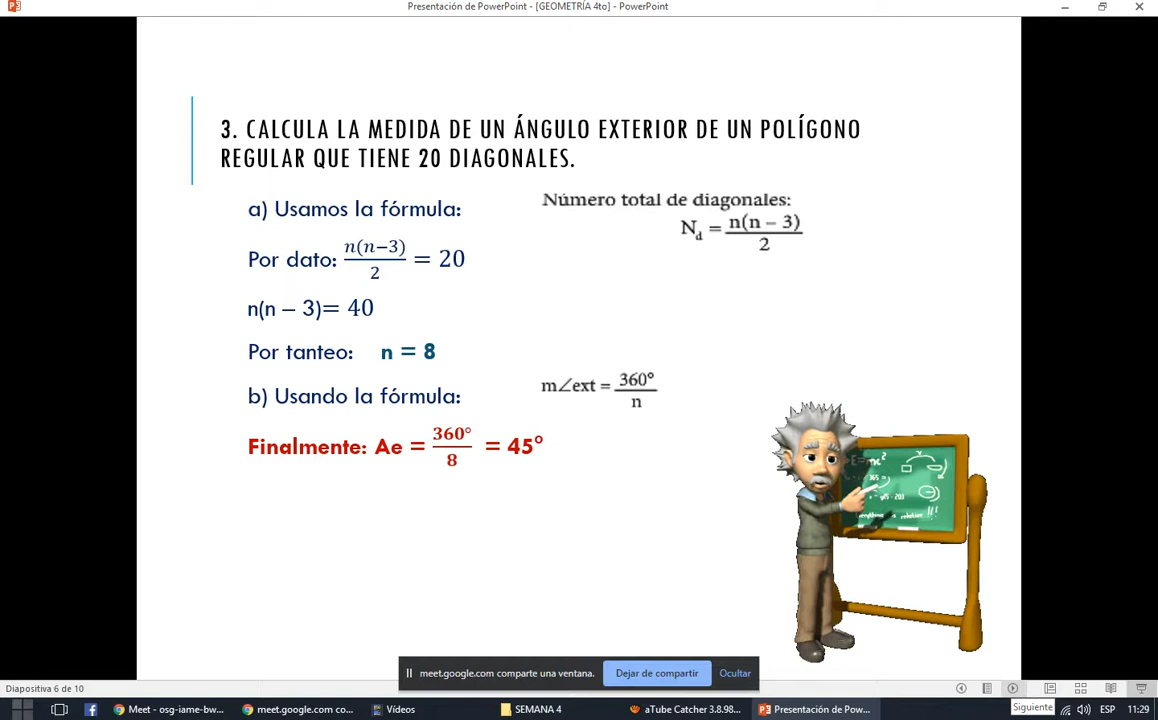 Presentación de PowerPoint - [GEOMETRÍA 4to] - PowerPoint
3. CALCULA LA MEDIDA DE UN ÁNGULO EXTERIOR DE UN POLÍGONO
REGULAR QUE TIENE 20 DIAGONALES.
a) Usamos la fórmula:
Número total de diagonales:
N_d = n(n – 3)/2
Por dato: n(n−3)/2 = 20
n(n – 3)= 40
Por tanteo: n = 8
b) Usando la fórmula:
m∠ext = 360°/n
Finalmente: Ae = 360°/8 = 45°
meet.google.com comparte una ventana.
Dejar de compartir
Ocultar
Diapositiva 6 de 10
Siguiente
Meet - osg-iame-bw...
meet.google.com co...
Vídeos
SEMANA 4
aTube Catcher 3.8.98...
Presentación de Pow...
ESP
11:29